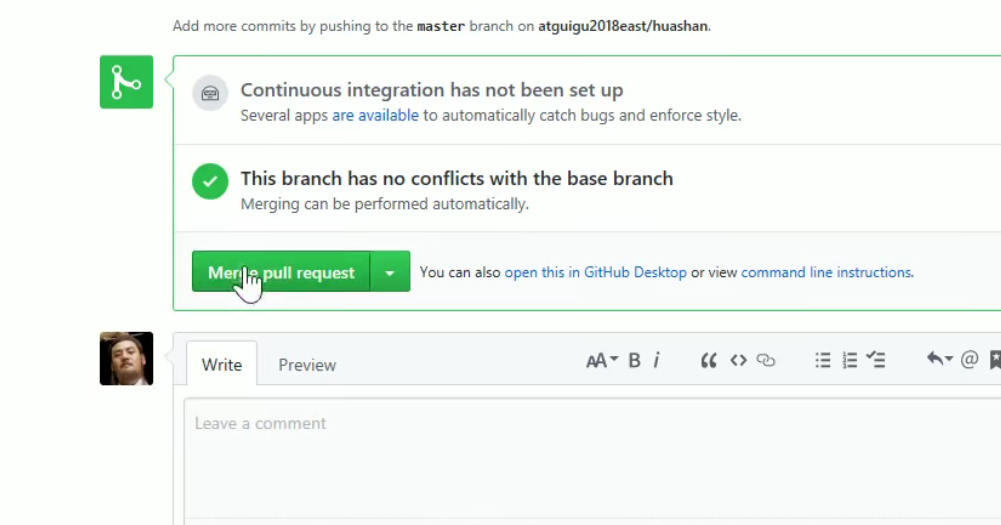 Add more commits by pushing to the master branch on atguigu2018east/huashan.
Continuous integration has not been set up
Several apps are available to automatically catch bugs and enforce style.
This branch has no conflicts with the base branch
Merging can be performed automatically.
Merge pull request You can also open this in GitHub Desktop or view command line instructions.
Write Preview AA B i @
Leave a comment